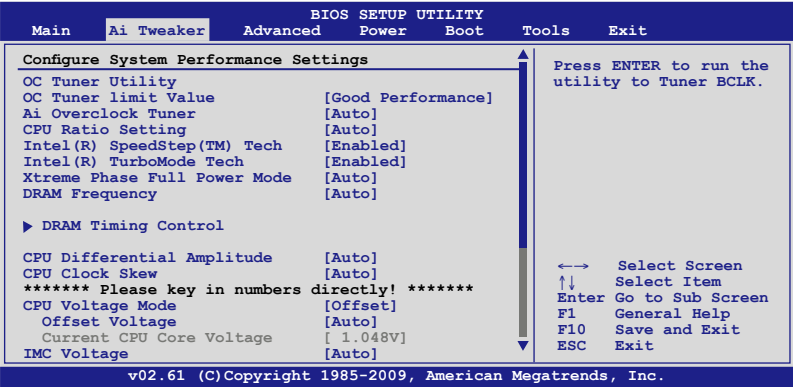 BIOS SETUP UTILITY
Main Ai Tweaker Advanced Power Boot Tools Exit
Configure System Performance Settings
OC Tuner Utility
OC Tuner limit Value [Good Performance]
Ai Overclock Tuner [Auto]
CPU Ratio Setting [Auto]
Intel(R) SpeedStep(TM) Tech [Enabled]
Intel(R) TurboMode Tech [Enabled]
Xtreme Phase Full Power Mode [Auto]
DRAM Frequency [Auto]
DRAM Timing Control
CPU Differential Amplitude [Auto]
CPU Clock Skew [Auto]
******* Please key in numbers directly! *******
CPU Voltage Mode [Offset]
Offset Voltage [Auto]
Current CPU Core Voltage [ 1.048V]
IMC Voltage [Auto]
Press ENTER to run the
utility to Tuner BCLK.
←→ Select Screen
↑↓ Select Item
Enter Go to Sub Screen
F1 General Help
F10 Save and Exit
ESC Exit
v02.61 (C)Copyright 1985-2009, American Megatrends, Inc.